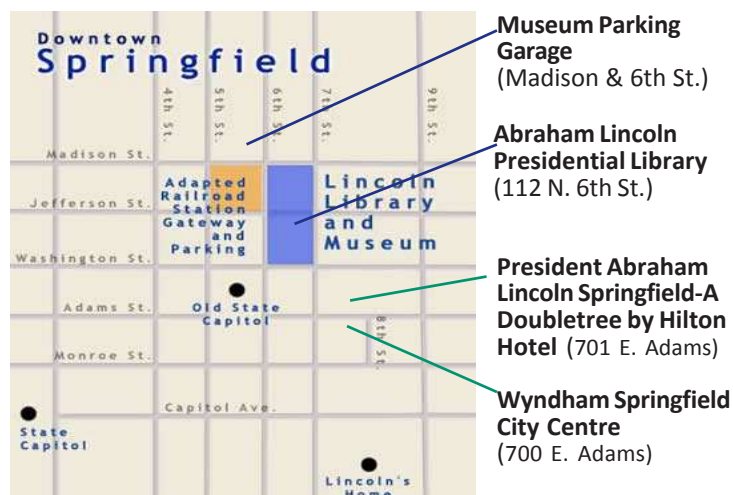 Downtown
Springfield
4th St.
5th St.
6th St.
7th St.
9th St.
Madison St.
Jefferson St.
Washington St.
Adams St.
Monroe St.
Capitol Ave.
8th St.
Adapted
Railroad
Station
Gateway
and
Parking
Lincoln
Library
and
Museum
Old State
Capitol
State
Capitol
Lincoln's
Home
Museum Parking
Garage
(Madison & 6th St.)
Abraham Lincoln
Presidential Library
(112 N. 6th St.)
President Abraham
Lincoln Springfield-A
Doubletree by Hilton
Hotel (701 E. Adams)
Wyndham Springfield
City Centre
(700 E. Adams)